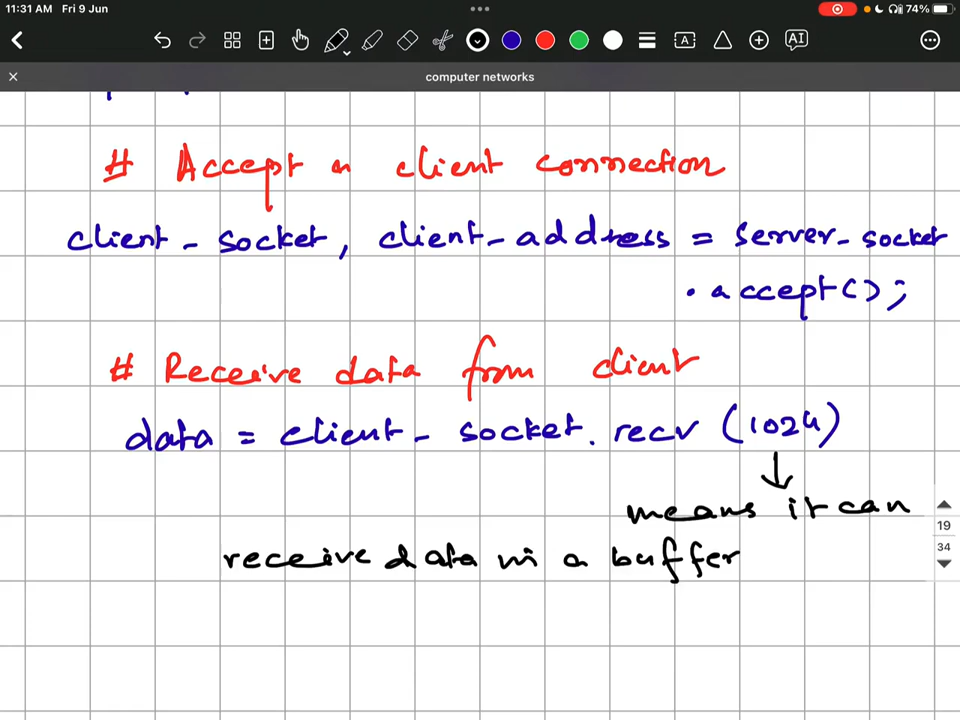 11:31 AM Fri 9 Jun
74%
computer networks
# Accept a client connection
client_socket, client_address = server_socket
.accept();
# Receive data from client
data = client_socket.recv (1024)
means it can
receive data in a buffer
19
34
A
AI